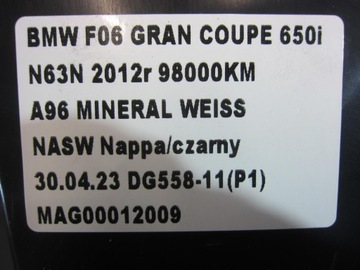 BMW F06 GRAN COUPE 650i
N63N 2012r 98000KM
A96 MINERAL WEISS
NASW Nappa/czarny
30.04.23 DG558-11(P1)
MAG00012009